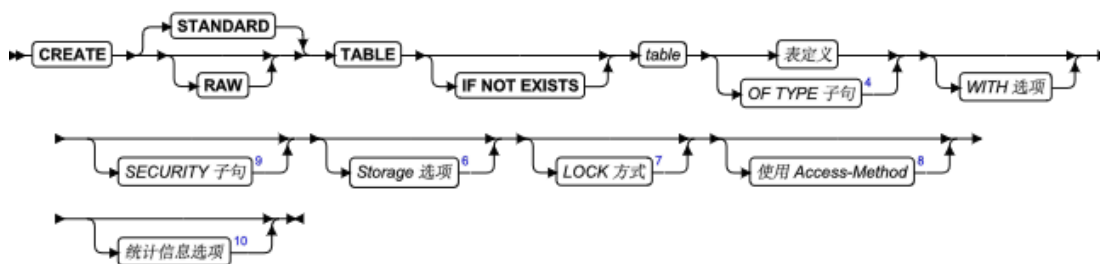 STANDARD
CREATE RAW TABLE IF NOT EXISTS table 表定义 OF TYPE 子句 4 WITH 选项
SECURITY 子句 9 Storage 选项 6 LOCK 方式 7 使用 Access-Method 8
统计信息选项 10